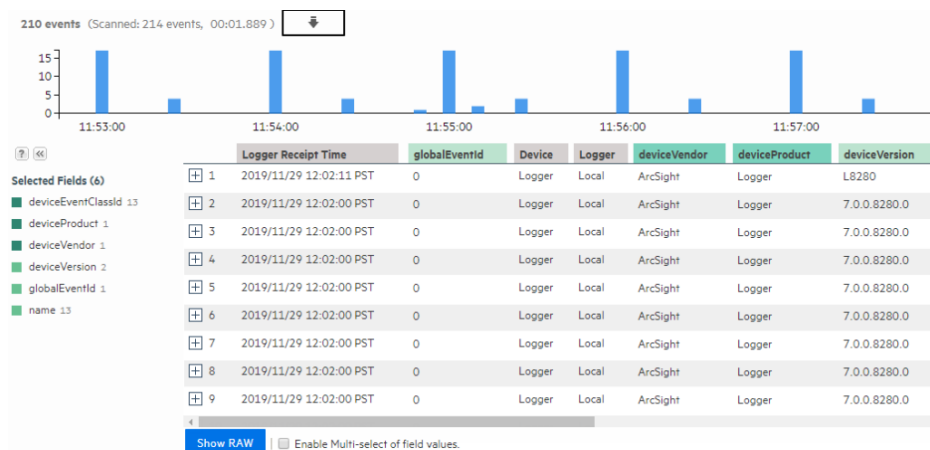 210 events (Scanned: 214 events, 00:01.889 )
15
10
5
0
11:53:00 11:54:00 11:55:00 11:56:00 11:57:00
? «
Logger Receipt Time globalEventId Device Logger deviceVendor deviceProduct deviceVersion
Selected Fields (6)
deviceEventClassId 13
deviceProduct 1
deviceVendor 1
deviceVersion 2
globalEventId 1
name 13
1 2019/11/29 12:02:11 PST 0 Logger Local ArcSight Logger L8280
2 2019/11/29 12:02:00 PST 0 Logger Local ArcSight Logger 7.0.0.8280.0
3 2019/11/29 12:02:00 PST 0 Logger Local ArcSight Logger 7.0.0.8280.0
4 2019/11/29 12:02:00 PST 0 Logger Local ArcSight Logger 7.0.0.8280.0
5 2019/11/29 12:02:00 PST 0 Logger Local ArcSight Logger 7.0.0.8280.0
6 2019/11/29 12:02:00 PST 0 Logger Local ArcSight Logger 7.0.0.8280.0
7 2019/11/29 12:02:00 PST 0 Logger Local ArcSight Logger 7.0.0.8280.0
8 2019/11/29 12:02:00 PST 0 Logger Local ArcSight Logger 7.0.0.8280.0
9 2019/11/29 12:02:00 PST 0 Logger Local ArcSight Logger 7.0.0.8280.0
Show RAW Enable Multi-select of field values.